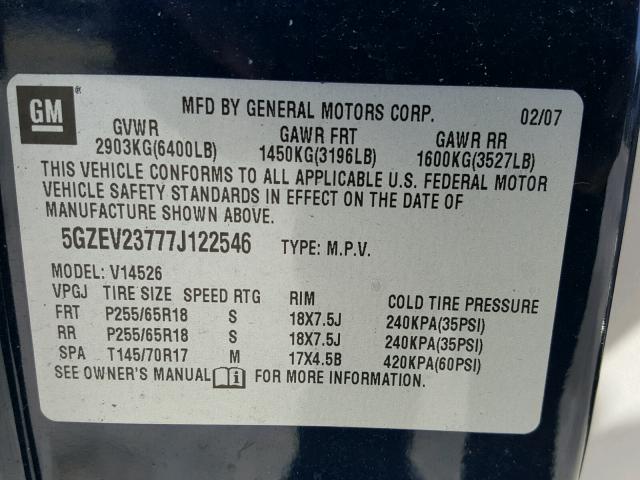 GM ®
MFD BY GENERAL MOTORS CORP. 02/07
GVWR GAWR FRT GAWR RR
2903KG(6400LB) 1450KG(3196LB) 1600KG(3527LB)
THIS VEHICLE CONFORMS TO ALL APPLICABLE U.S. FEDERAL MOTOR
VEHICLE SAFETY STANDARDS IN EFFECT ON THE DATE OF
MANUFACTURE SHOWN ABOVE.
5GZEV23777J122546 TYPE: M.P.V.
MODEL: V14526
VPGJ TIRE SIZE SPEED RTG RIM COLD TIRE PRESSURE
FRT P255/65R18 S 18X7.5J 240KPA(35PSI)
RR P255/65R18 S 18X7.5J 240KPA(35PSI)
SPA T145/70R17 M 17X4.5B 420KPA(60PSI)
SEE OWNER'S MANUAL FOR MORE INFORMATION.